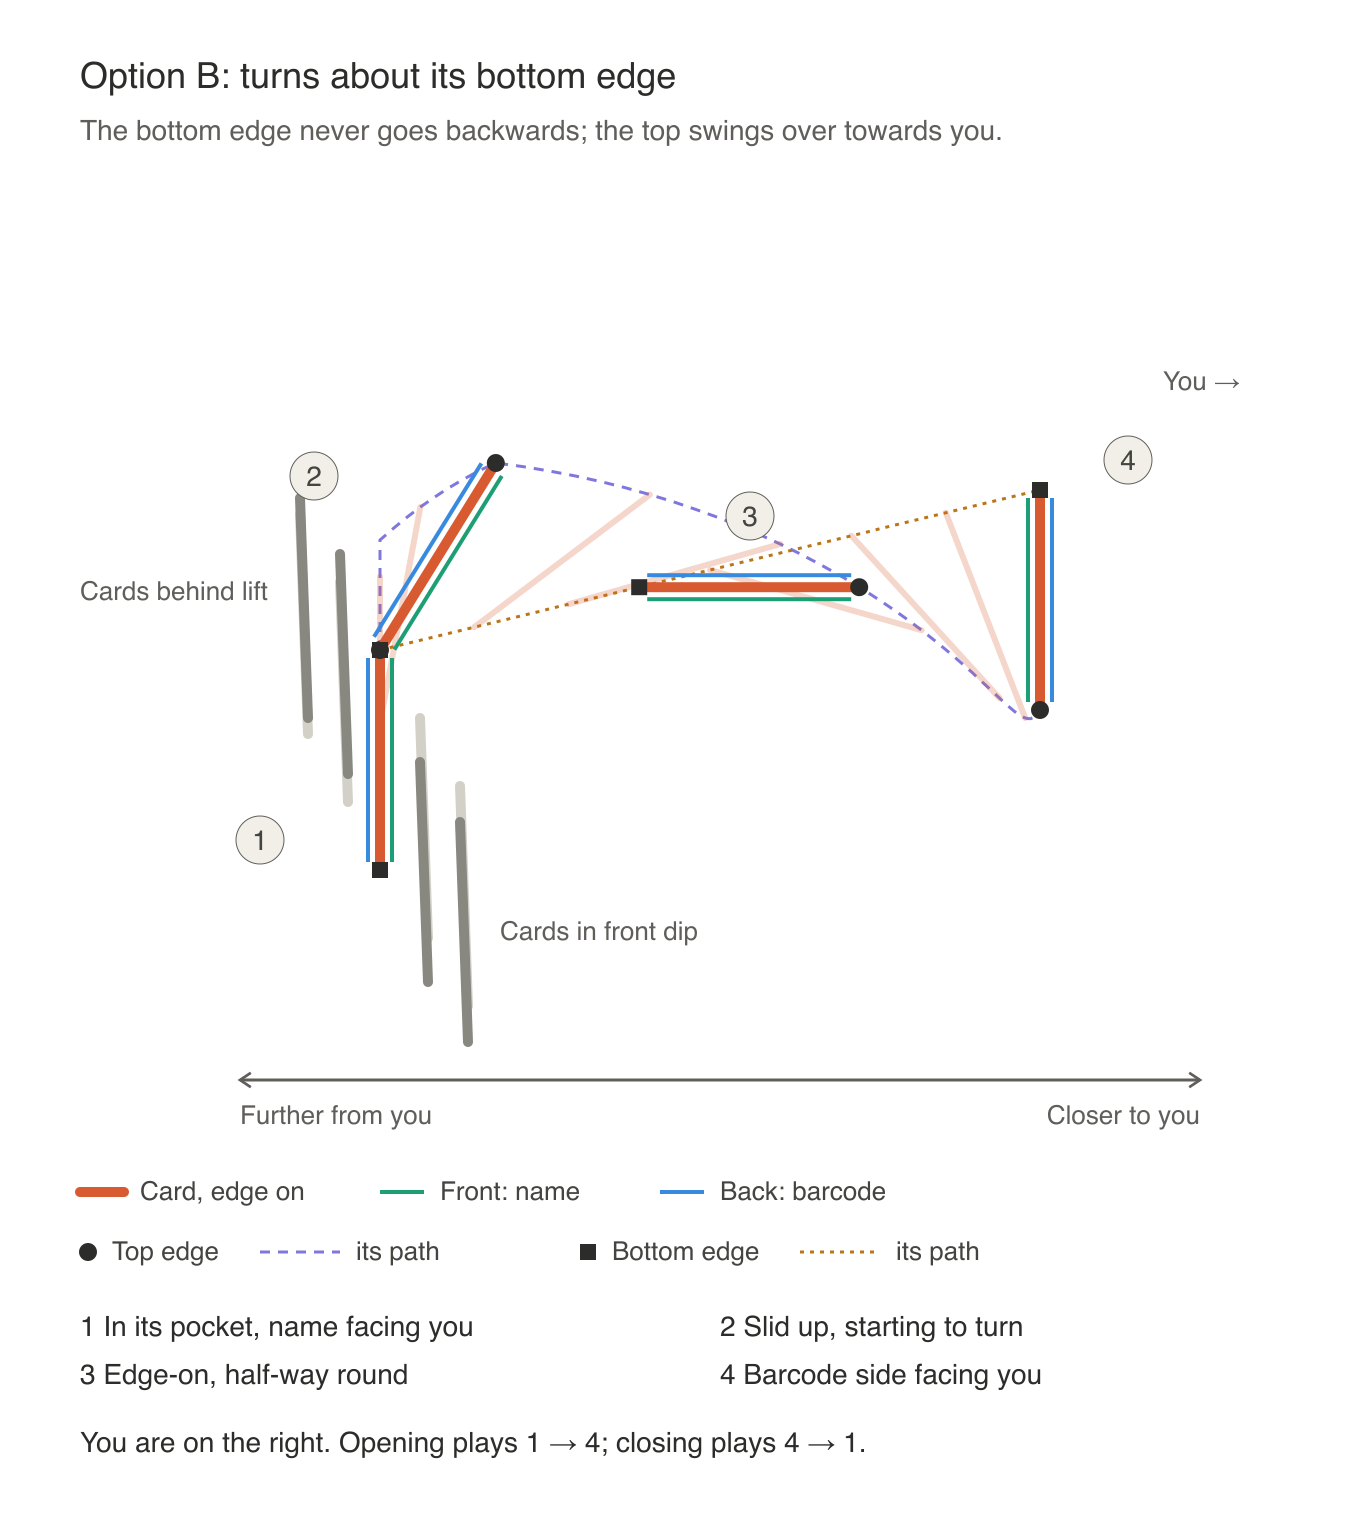 Option B: turns about its bottom edge
The bottom edge never goes backwards; the top swings over towards you.
You →
4
2
3
Cards behind lift
1
Cards in front dip
Further from you
Closer to you
Card, edge on
Front: name
Back: barcode
Top edge
its path
Bottom edge
its path
1 In its pocket, name facing you
2 Slid up, starting to turn
3 Edge-on, half-way round
4 Barcode side facing you
You are on the right. Opening plays 1 → 4; closing plays 4 → 1.